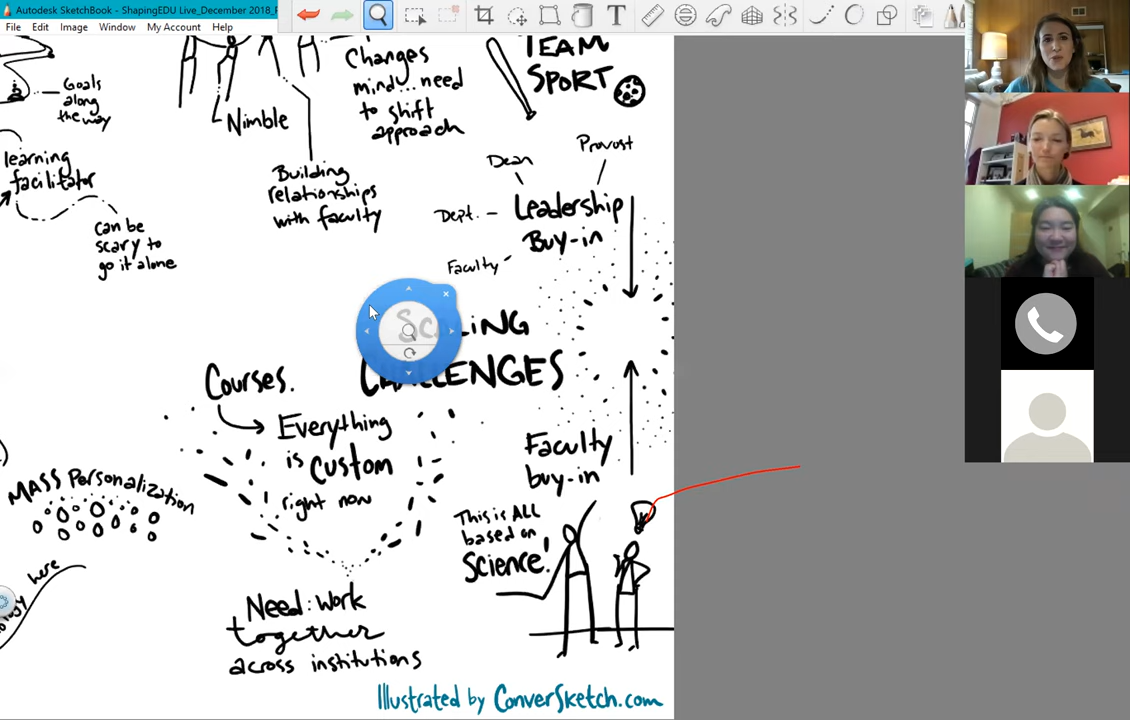 Autodesk SketchBook - ShapingEDU Live_December 2018_F
File Edit Image Window My Account Help
Goals
along
the way
Nimble
Changes
mind...need
to shift
approach
TEAM
SPORT
learning
facilitator
can be
scary to
go it alone
Building
relationships
with faculty
Dean
Provost
Dept.
Leadership
Buy-in
Faculty
SCALING
CHALLENGES
Courses.
Everything
is Custom
right now
Faculty
buy-in
MASS Personalization
This is ALL
based on
Science!
here
Need: Work
together
across institutions
Illustrated by ConverSketch.com